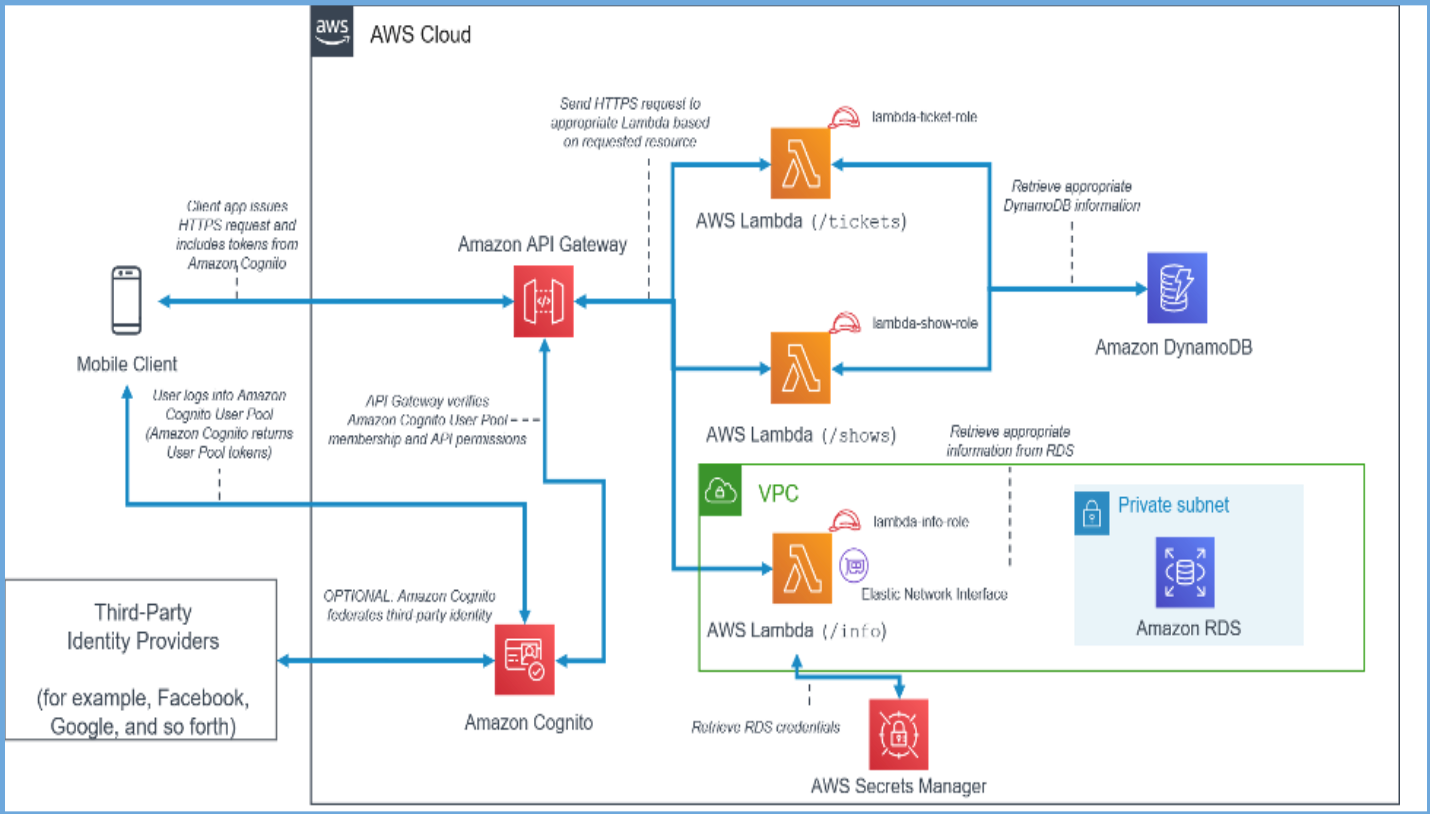 aws
AWS Cloud
Send HTTPS request to
appropriate Lambda based
on requested resource
lambda-ticket-role
AWS Lambda (/tickets)
Retrieve appropriate
DynamoDB information
Client app issues
HTTPS request and
includes tokens from
Amazon Cognito
Amazon API Gateway
</>
Mobile Client
lambda-show-role
Amazon DynamoDB
User logs into Amazon
Cognito User Pool
(Amazon Cognito returns
User Pool tokens)
API Gateway verifies
Amazon Cognito User Pool
membership and API permissions
AWS Lambda (/shows)
Retrieve appropriate
information from RDS
VPC
Private subnet
lambda-info-role
Elastic Network Interface
AWS Lambda (/info)
Amazon RDS
OPTIONAL. Amazon Cognito
federates third-party identity
Third-Party
Identity Providers
(for example, Facebook,
Google, and so forth)
Amazon Cognito
Retrieve RDS credentials
AWS Secrets Manager